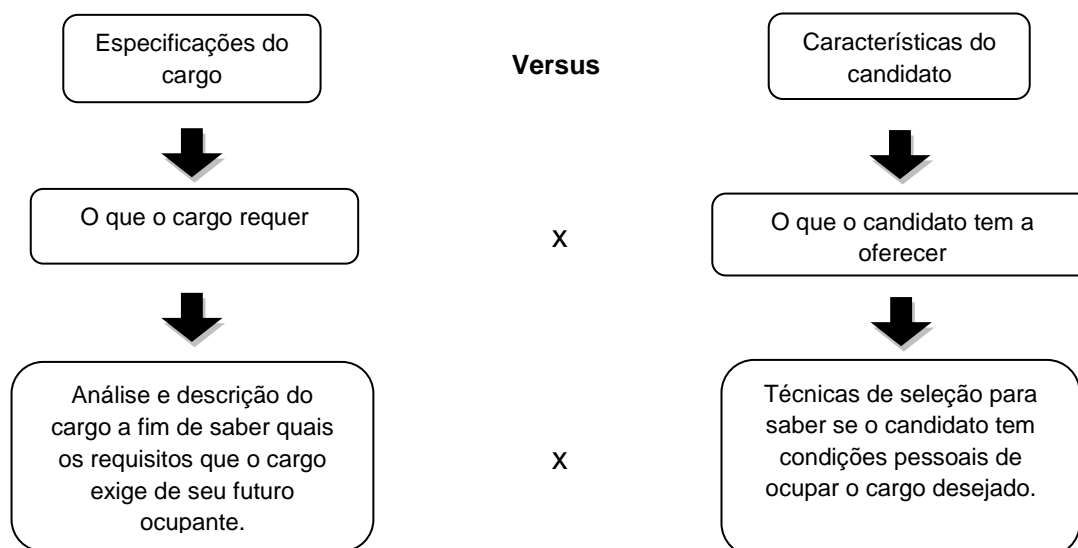 Especificações do
cargo
Versus
Características do
candidato
O que o cargo requer
x
O que o candidato tem a
oferecer
Análise e descrição do
cargo a fim de saber quais
os requisitos que o cargo
exige de seu futuro
ocupante.
x
Técnicas de seleção para
saber se o candidato tem
condições pessoais de
ocupar o cargo desejado.